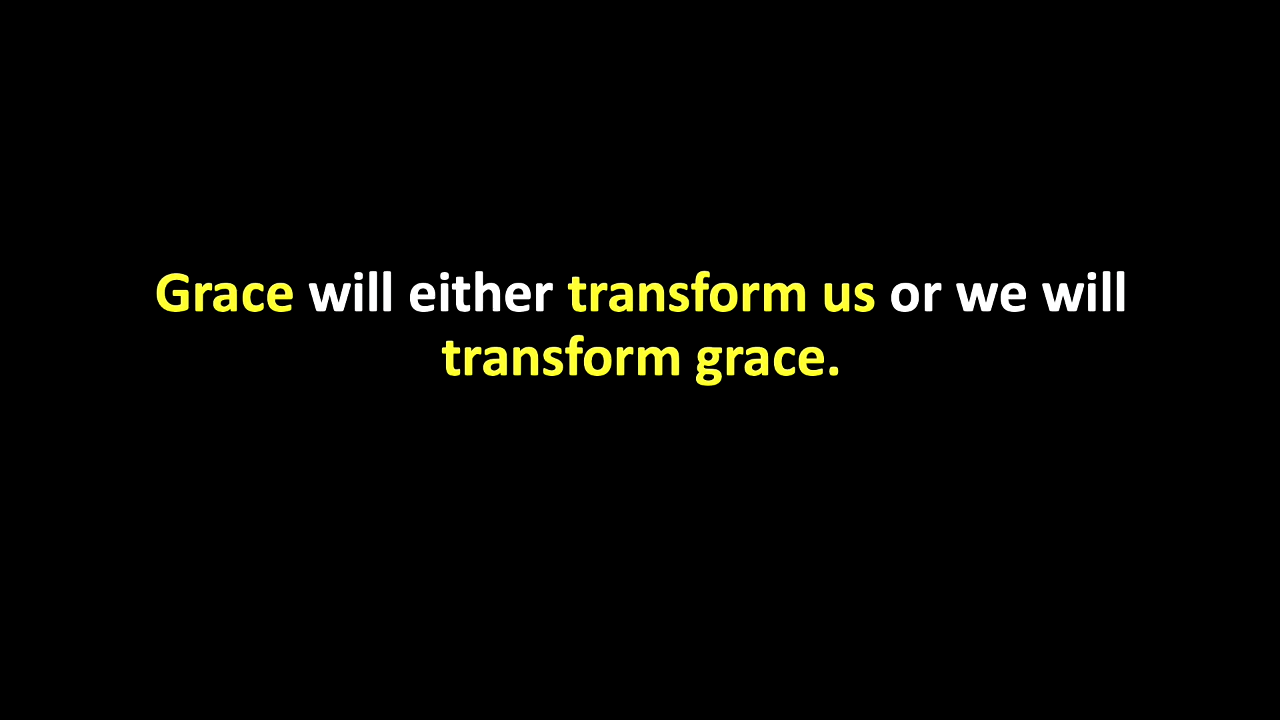 Grace will either transform us or we will
transform grace.